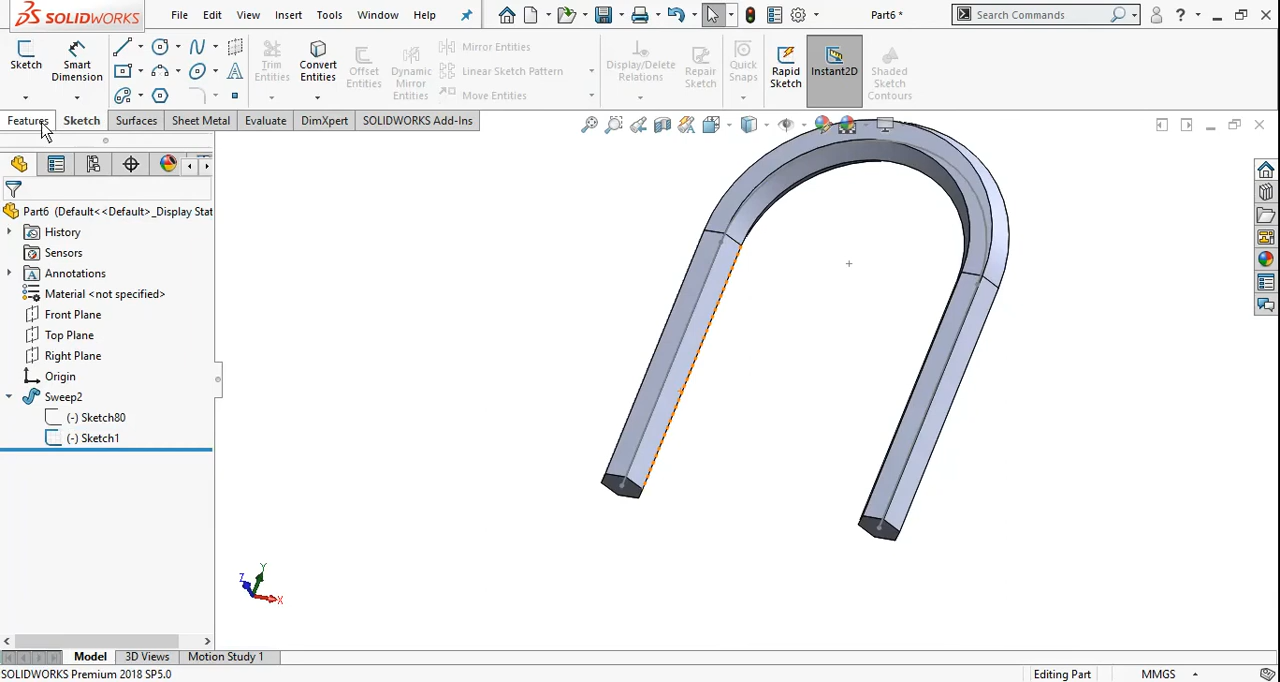 SOLIDWORKS
File Edit View Insert Tools Window Help
Part6 *
Search Commands
Sketch
Smart Dimension
Trim Entities
Convert Entities
Offset Entities
Dynamic Mirror Entities
Mirror Entities
Linear Sketch Pattern
Move Entities
Display/Delete Relations
Repair Sketch
Quick Snaps
Rapid Sketch
Instant2D
Shaded Sketch Contours
Features Sketch Surfaces Sheet Metal Evaluate DimXpert SOLIDWORKS Add-Ins
Part6 (Default<<Default>_Display Stat
History
Sensors
Annotations
Material <not specified>
Front Plane
Top Plane
Right Plane
Origin
Sweep2
(-) Sketch80
(-) Sketch1
Y
Z
X
Model 3D Views Motion Study 1
SOLIDWORKS Premium 2018 SP5.0
Editing Part
MMGS